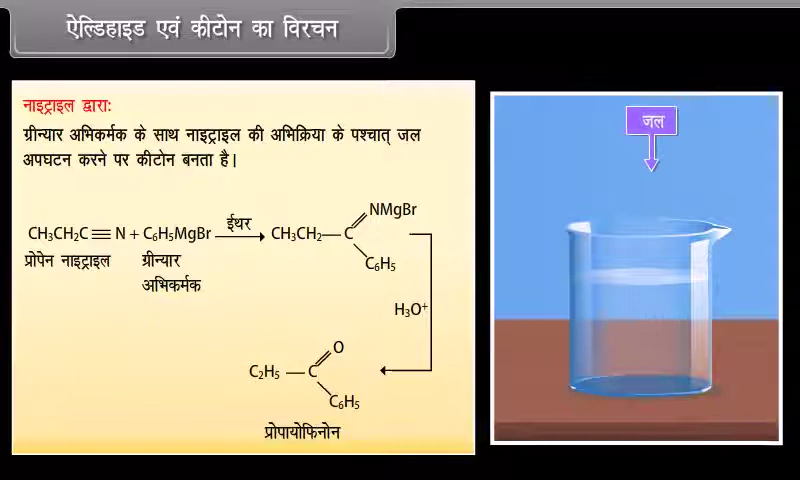 ऐल्डिहाइड एवं कीटोन का विरचन
नाइट्राइल द्वाराः
ग्रीन्यार अभिकर्मक के साथ नाइट्राइल की अभिक्रिया के पश्चात् जल
अपघटन करने पर कीटोन बनता है।
CH₃CH₂C≡N + C₆H₅MgBr ईथर CH₃CH₂—C NMgBr
C₆H₅
प्रोपेन नाइट्राइल ग्रीन्यार
अभिकर्मक
H₃O⁺
C₂H₅—C O
C₆H₅
प्रोपायोफिनोन
जल